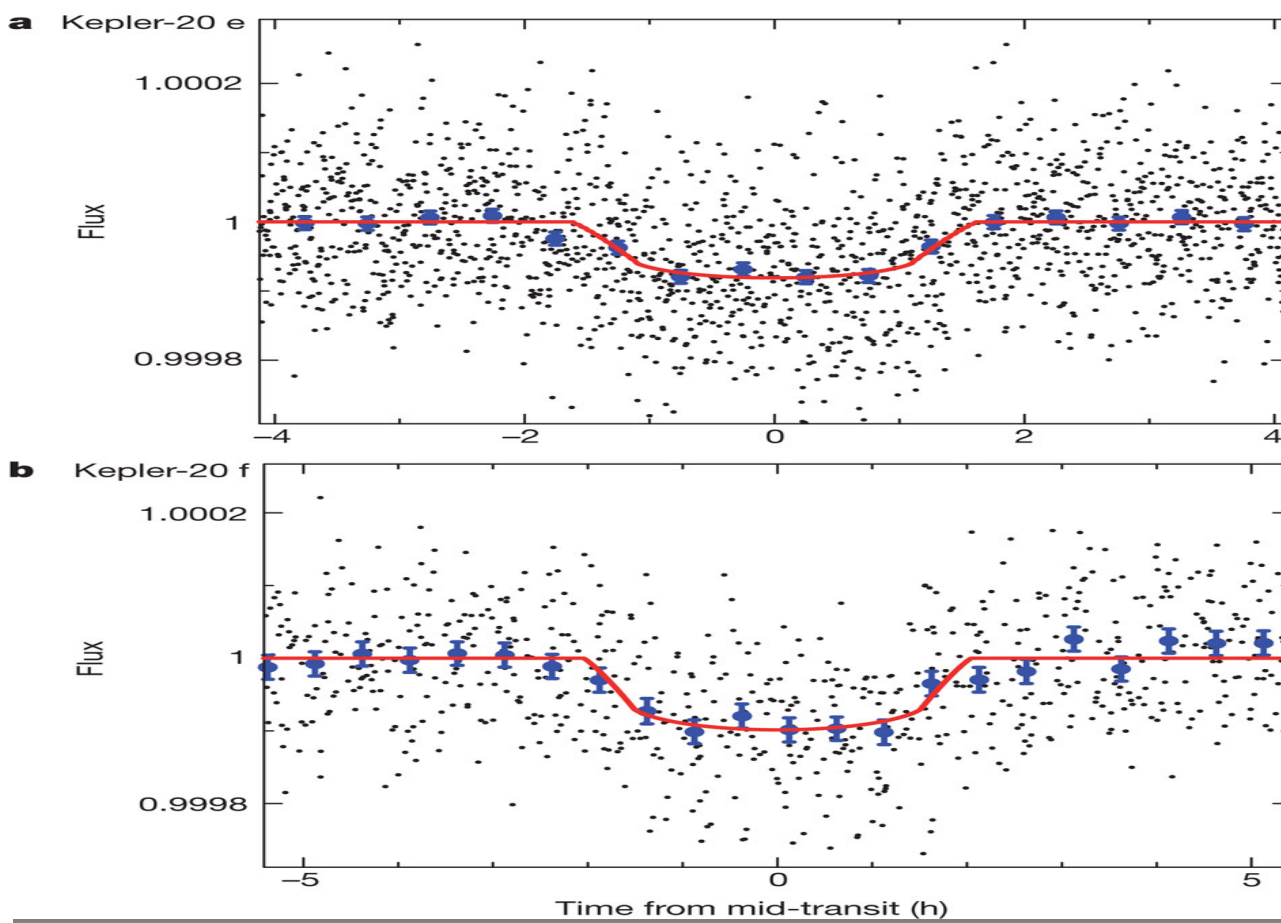 a Kepler-20 e
1.0002
Flux
1
0.9998
−4 −2 0 2 4
b Kepler-20 f
1.0002
Flux
1
0.9998
−5 0 5
Time from mid-transit (h)